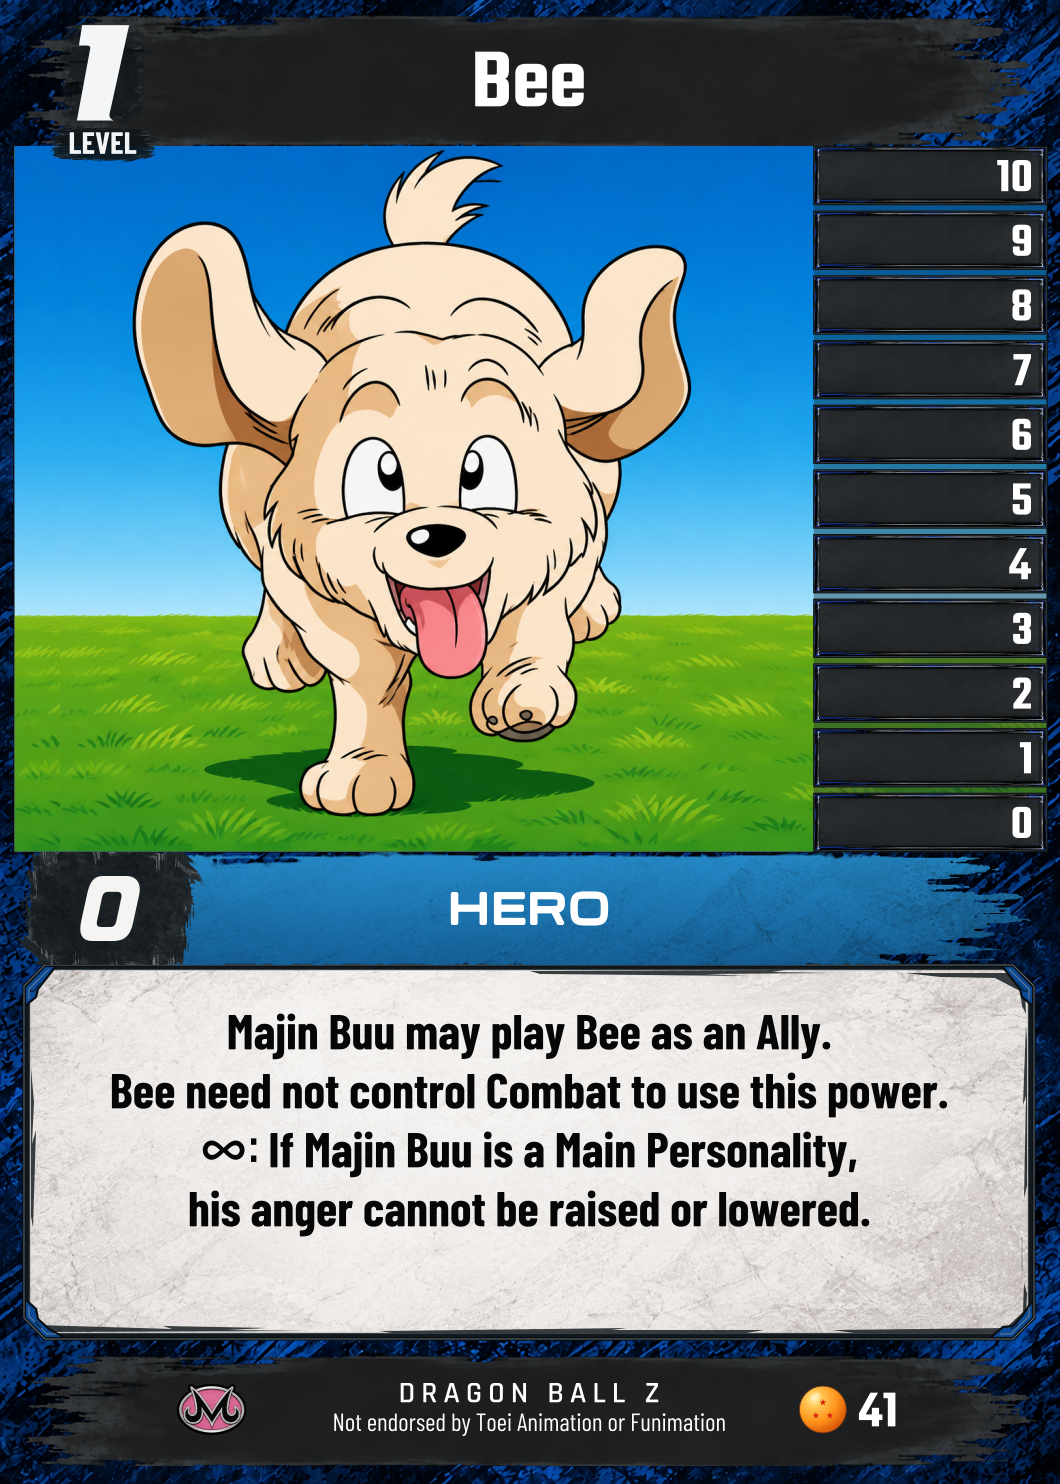 1
LEVEL
Bee
10
9
8
7
6
5
4
3
2
1
0
0
HERO
Majin Buu may play Bee as an Ally.
Bee need not control Combat to use this power.
∞: If Majin Buu is a Main Personality,
his anger cannot be raised or lowered.
M
DRAGON BALL Z
Not endorsed by Toei Animation or Funimation
41